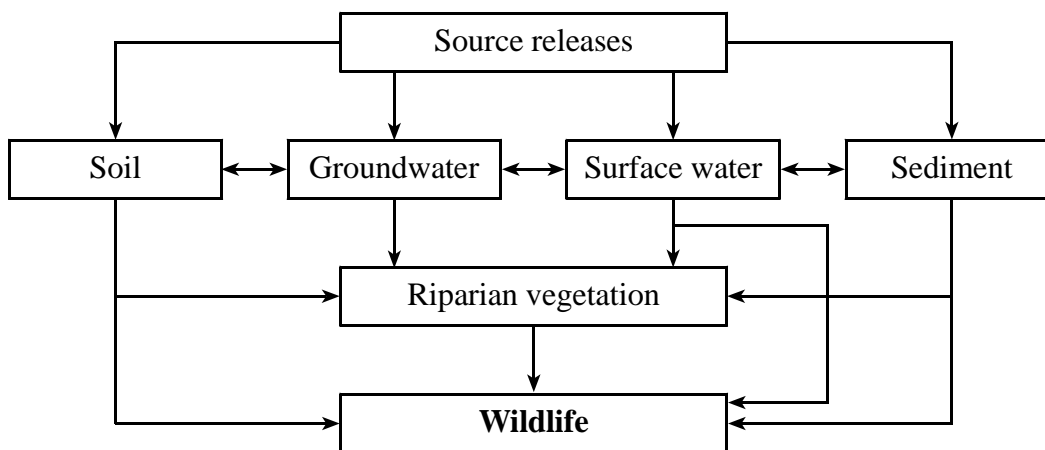 Source releases
Soil
Groundwater
Surface water
Sediment
Riparian vegetation
Wildlife